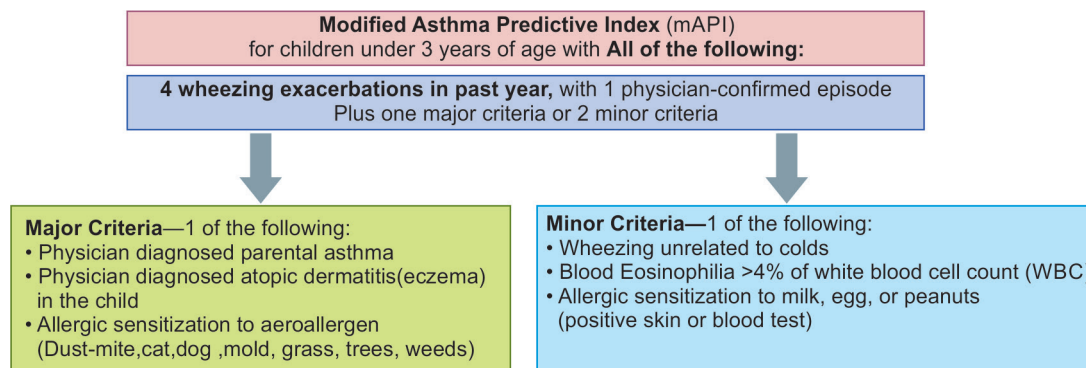 Modified Asthma Predictive Index (mAPI)
for children under 3 years of age with All of the following:
4 wheezing exacerbations in past year, with 1 physician-confirmed episode
Plus one major criteria or 2 minor criteria
Major Criteria—1 of the following:
• Physician diagnosed parental asthma
• Physician diagnosed atopic dermatitis(eczema)
in the child
• Allergic sensitization to aeroallergen
(Dust-mite,cat,dog ,mold, grass, trees, weeds)
Minor Criteria—1 of the following:
• Wheezing unrelated to colds
• Blood Eosinophilia >4% of white blood cell count (WBC)
• Allergic sensitization to milk, egg, or peanuts
(positive skin or blood test)